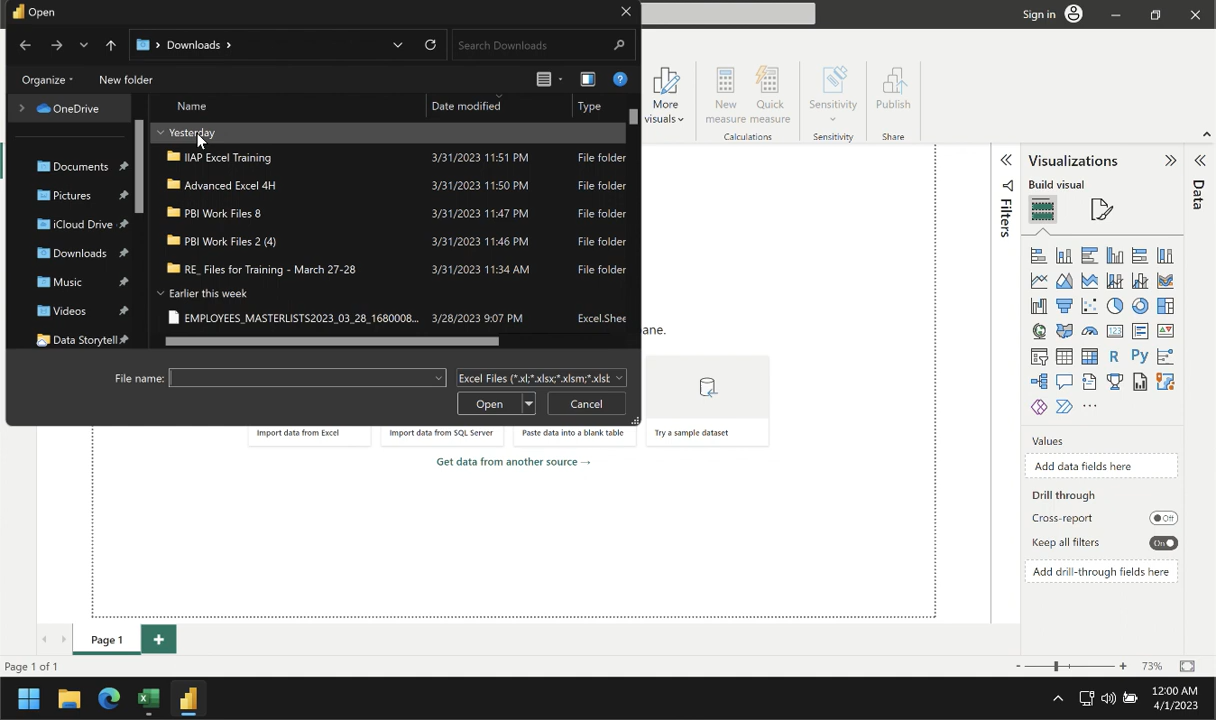 Open
Sign in
Downloads
Search Downloads
Organize
New folder
OneDrive
Documents
Pictures
iCloud Drive
Downloads
Music
Videos
Data Storytell
Name
Date modified
Type
Yesterday
IIAP Excel Training 3/31/2023 11:51 PM File folder
Advanced Excel 4H 3/31/2023 11:50 PM File folder
PBI Work Files 8 3/31/2023 11:47 PM File folder
PBI Work Files 2 (4) 3/31/2023 11:46 PM File folder
RE_ Files for Training - March 27-28 3/31/2023 11:34 AM File folder
Earlier this week
EMPLOYEES_MASTERLISTS2023_03_28_1680008... 3/28/2023 9:07 PM Excel.Shee
File name:
Excel Files (*.xl;*.xlsx;*.xlsm;*.xlsb
Open
Cancel
More
visuals
New
measure
Quick
measure
Calculations
Sensitivity
Sensitivity
Publish
Share
ane.
Import data from Excel
Import data from SQL Server
Paste data into a blank table
Try a sample dataset
Get data from another source →
Filters
Visualizations
Build visual
R
Py
123
Values
Add data fields here
Drill through
Cross-report
Off
Keep all filters
On
Add drill-through fields here
Data
Page 1
+
Page 1 of 1
- + 73%
12:00 AM
4/1/2023